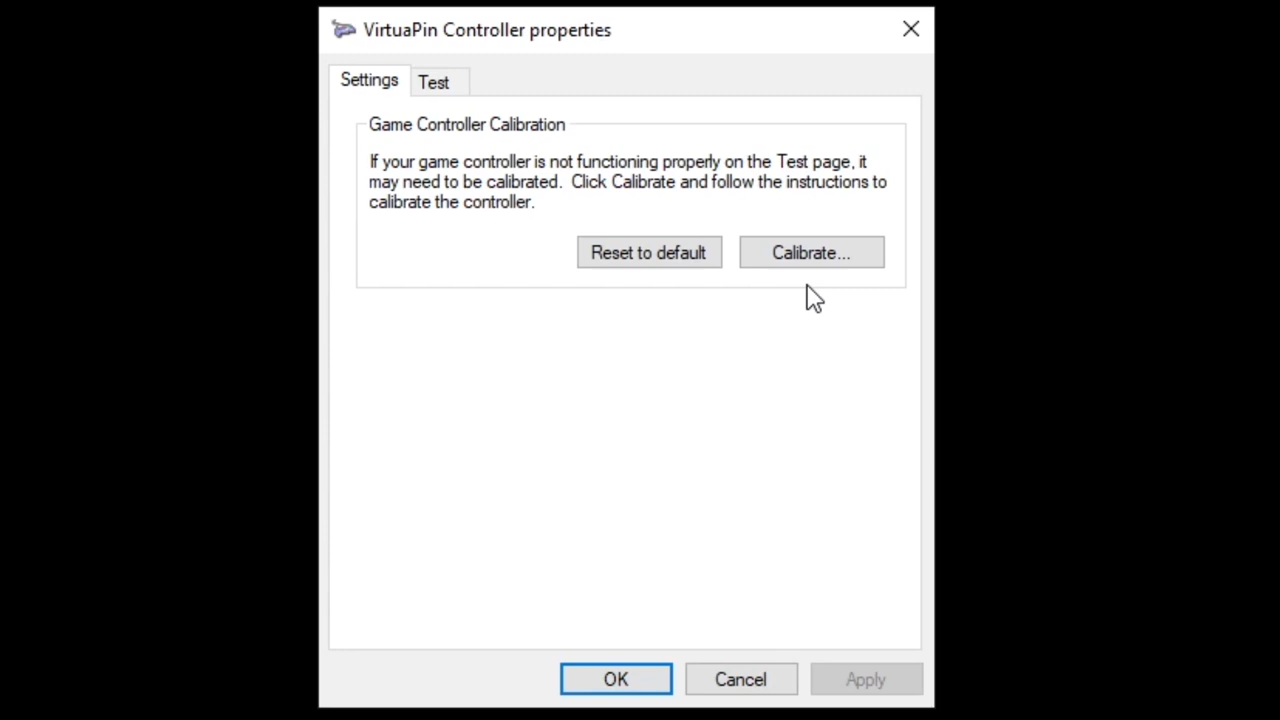 VirtuaPin Controller properties
Settings
Test
Game Controller Calibration
If your game controller is not functioning properly on the Test page, it
may need to be calibrated.  Click Calibrate and follow the instructions to
calibrate the controller.
Reset to default
Calibrate...
OK
Cancel
Apply